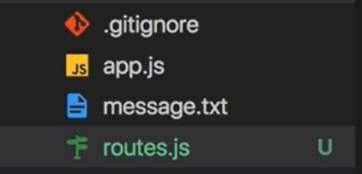 .gitignore
JS app.js
message.txt
routes.js U